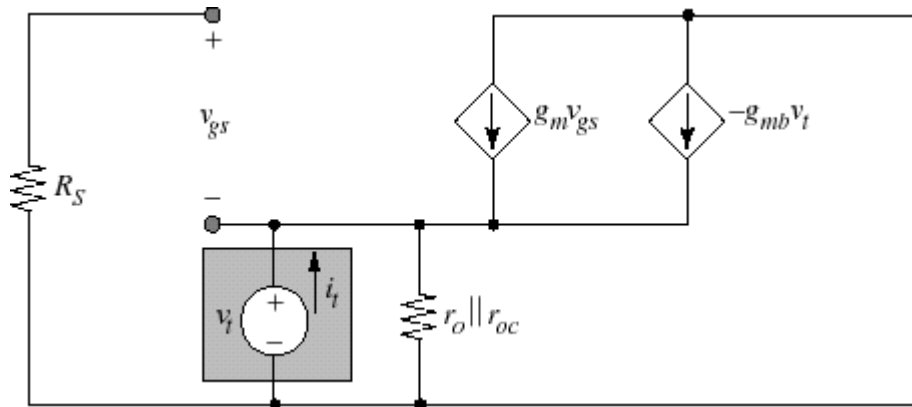 +
v_gs
−
R_S
g_m v_gs
−g_mb v_t
v_t
+
−
i_t
r_o || r_oc